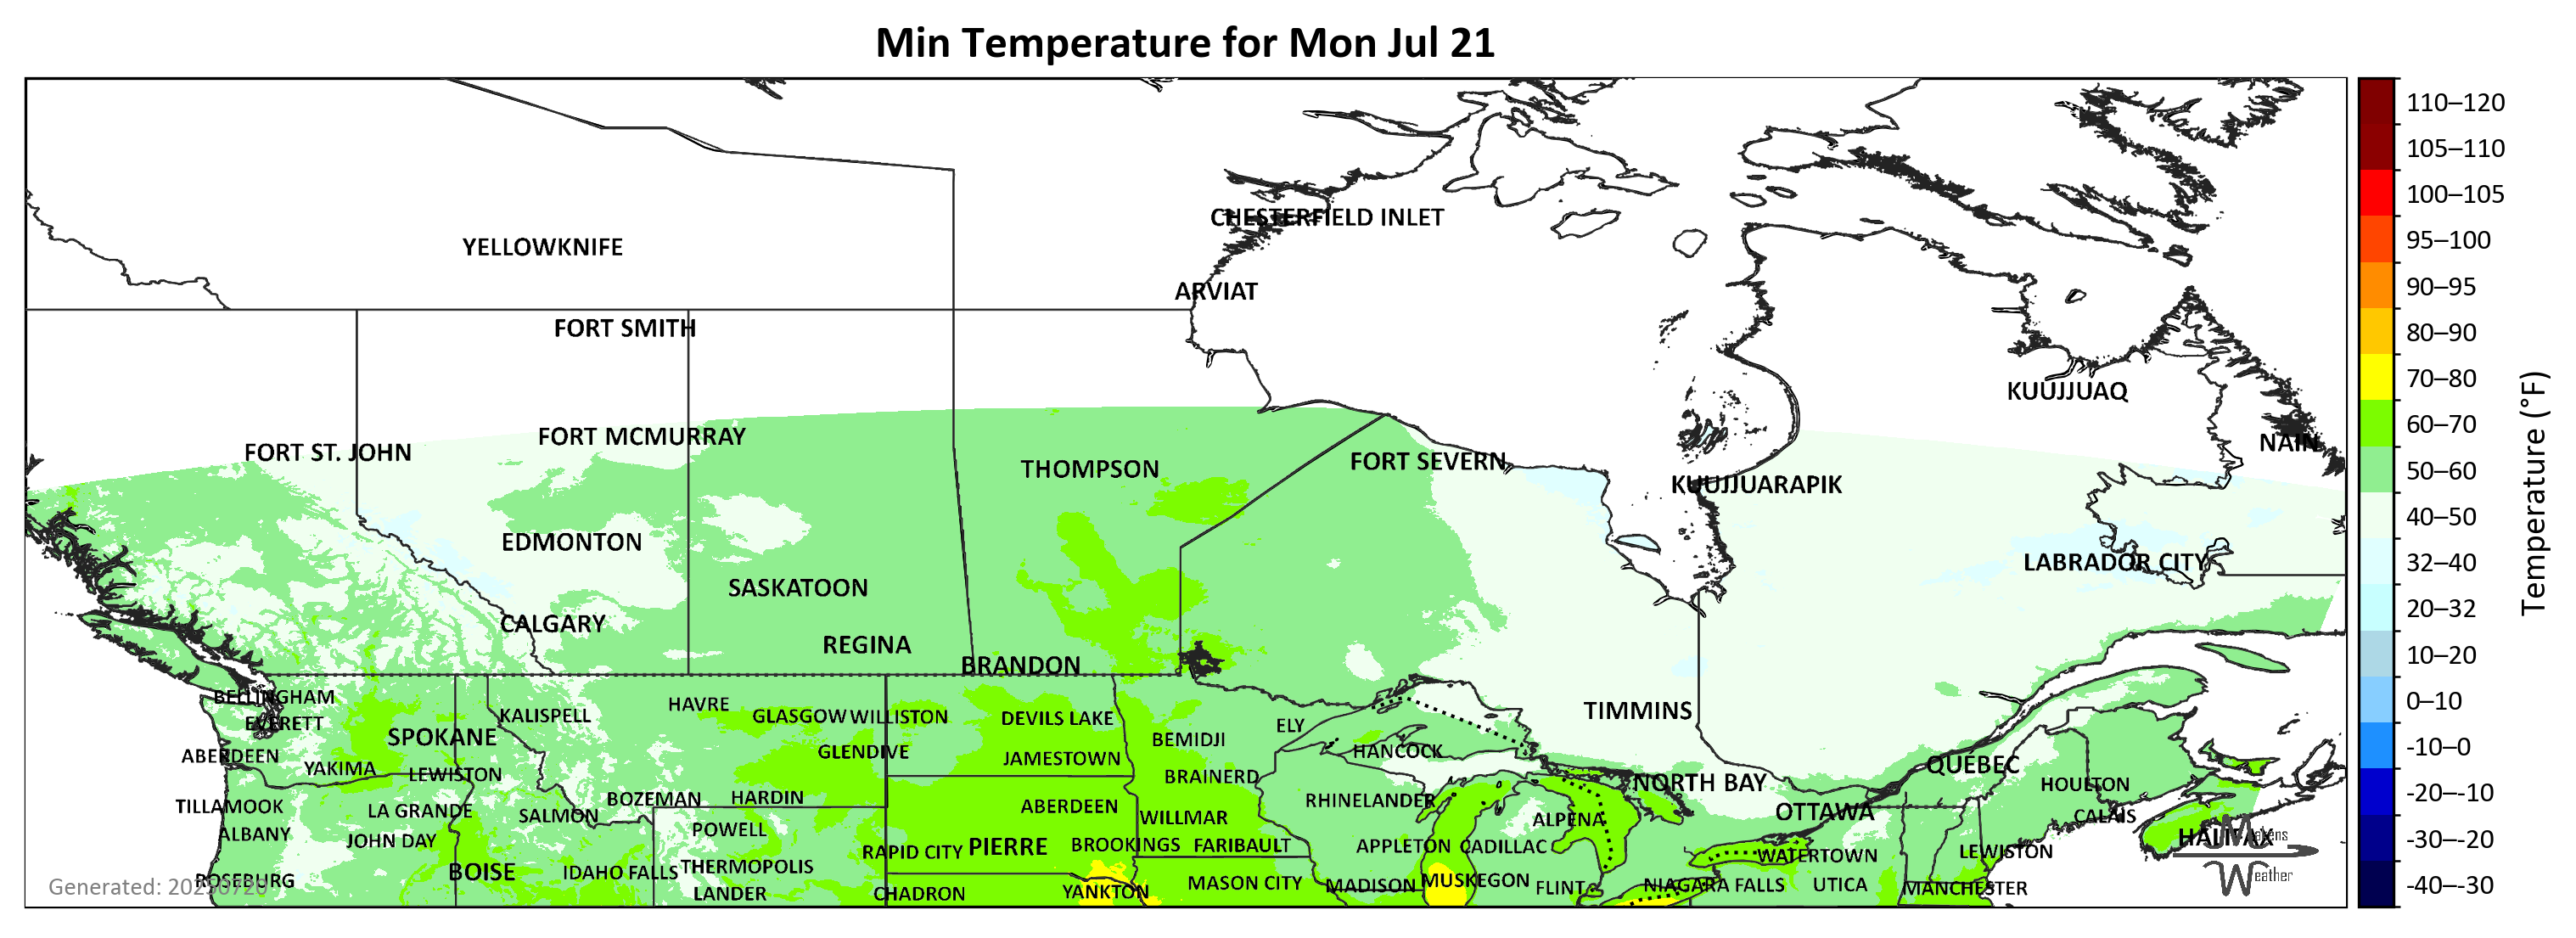 Min Temperature for Mon Jul 21
110–120
105–110
100–105
95–100
90–95
80–90
70–80
60–70
50–60
40–50
32–40
20–32
10–20
0–10
-10–0
-20–-10
-30–-20
-40–-30
Temperature (°F)
CHESTERFIELD INLET
YELLOWKNIFE
ARVIAT
FORT SMITH
KUUJJUAQ
FORT MCMURRAY
NAIN
FORT ST. JOHN
FORT SEVERN
THOMPSON
KUUJJUARAPIK
EDMONTON
LABRADOR CITY
SASKATOON
CALGARY
REGINA
BRANDON
BELLINGHAM
HAVRE
TIMMINS
KALISPELL
GLASGOW
WILLISTON
DEVILS LAKE
EVERETT
ELY
SPOKANE
BEMIDJI
ABERDEEN
GLENDIVE
JAMESTOWN
HANCOCK
QUÉBEC
YAKIMA
LEWISTON
BRAINERD
NORTH BAY
HOULTON
BOZEMAN
HARDIN
RHINELANDER
TILLAMOOK
LA GRANDE
SALMON
ABERDEEN
WILLMAR
ALPENA
OTTAWA
CALAIS
ALBANY
JOHN DAY
POWELL
RAPID CITY
PIERRE
BROOKINGS
FARIBAULT
APPLETON
CADILLAC
WATERTOWN
LEWISTON
HALIFAX
Makens
Weather
BOISE
IDAHO FALLS
THERMOPOLIS
ROSEBURG
LANDER
CHADRON
YANKTON
MASON CITY
MADISON
MUSKEGON
FLINT
NIAGARA FALLS
UTICA
MANCHESTER
Generated: 20250720